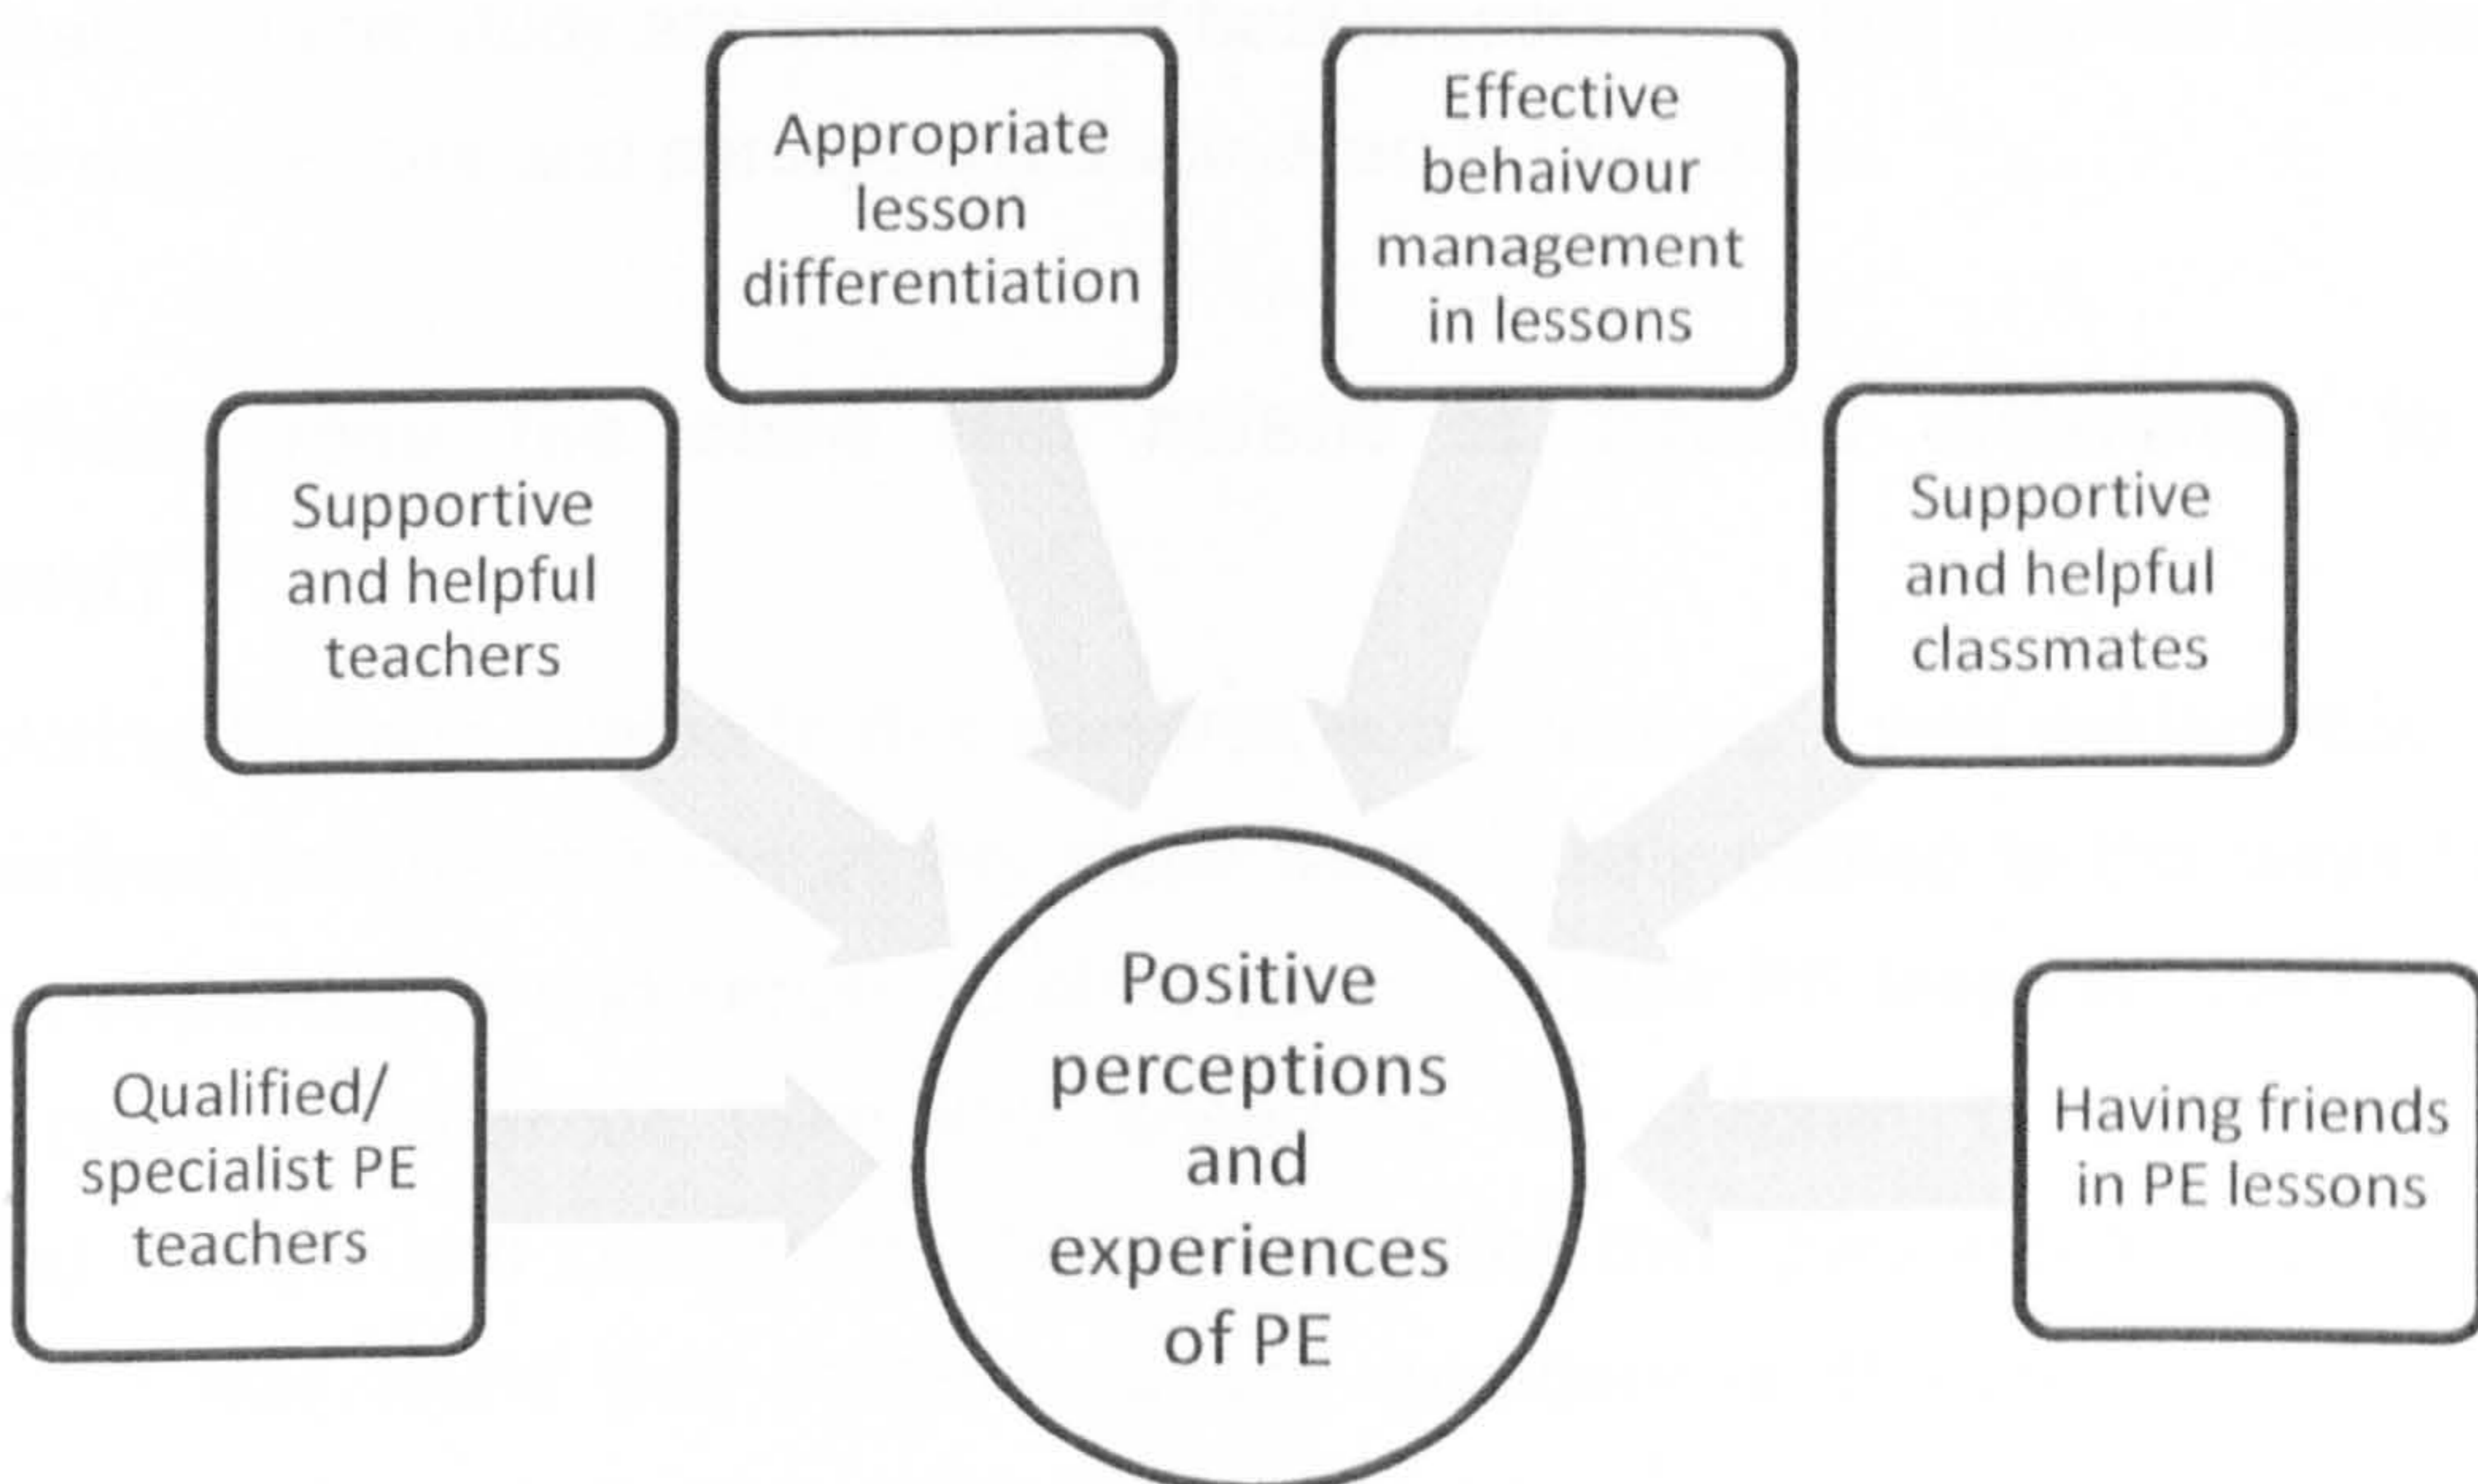 Appropriate
lesson
differentiation
Effective
behaivour
management
in lessons
Supportive
and helpful
teachers
Supportive
and helpful
classmates
Qualified/
specialist PE
teachers
Positive
perceptions
and
experiences
of PE
Having friends
in PE lessons